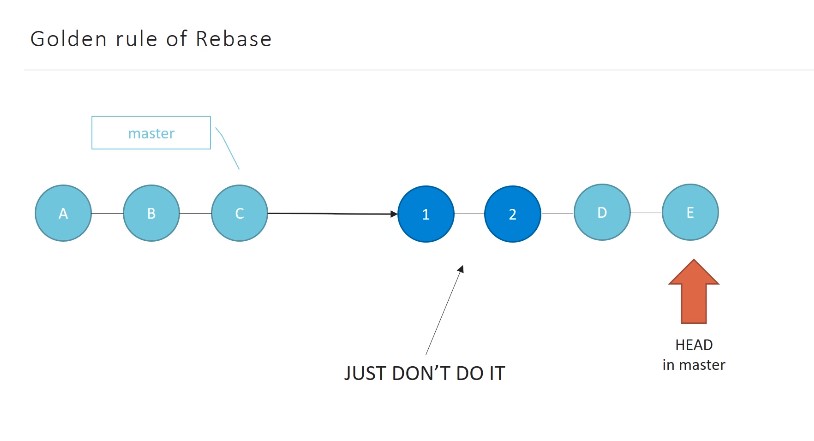 Golden rule of Rebase
master
A
B
C
1
2
D
E
JUST DON'T DO IT
HEAD
in master